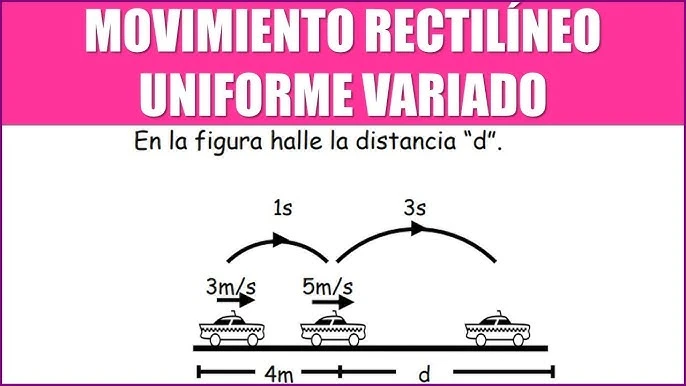 MOVIMIENTO RECTILÍNEO
UNIFORME VARIADO
En la figura halle la distancia “d”.
1s 3s
3m/s 5m/s
4m d